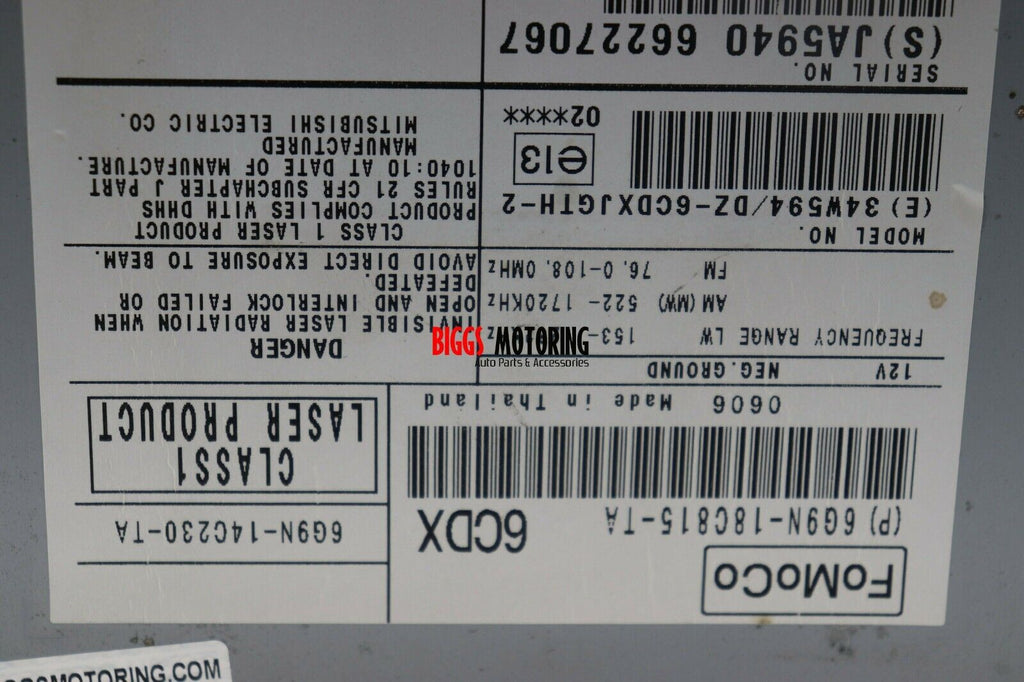 FoMoCo
(P) 6G9N-18C815-TA 6CDX
0606 Made in Thailand
6G9N-14C230-TA
CLASS1
LASER PRODUCT
12V NEG.GROUND
FREQUENCY RANGE LW 153-
AM (MW) 522- 1720KHz
FM 76.0-108.0MHz
DANGER
INVISIBLE LASER RADIATION WHEN
OPEN AND INTERLOCK FAILED OR
DEFEATED.
AVOID DIRECT EXPOSURE TO BEAM.
MODEL NO.
(E) 34W594/DZ-6CDXJGTH-2
e13
02*****
CLASS 1 LASER PRODUCT
PRODUCT COMPLIES WITH DHHS
RULES 21 CFR SUBCHAPTER J PART
1040:10 AT DATE OF MANUFACTURE.
MANUFACTURED
MITSUBISHI ELECTRIC CO.
SERIAL NO.
(S) JA5940 66227067
BIGGS MOTORING
Auto Parts & Accessories
GGSMOTORING.COM